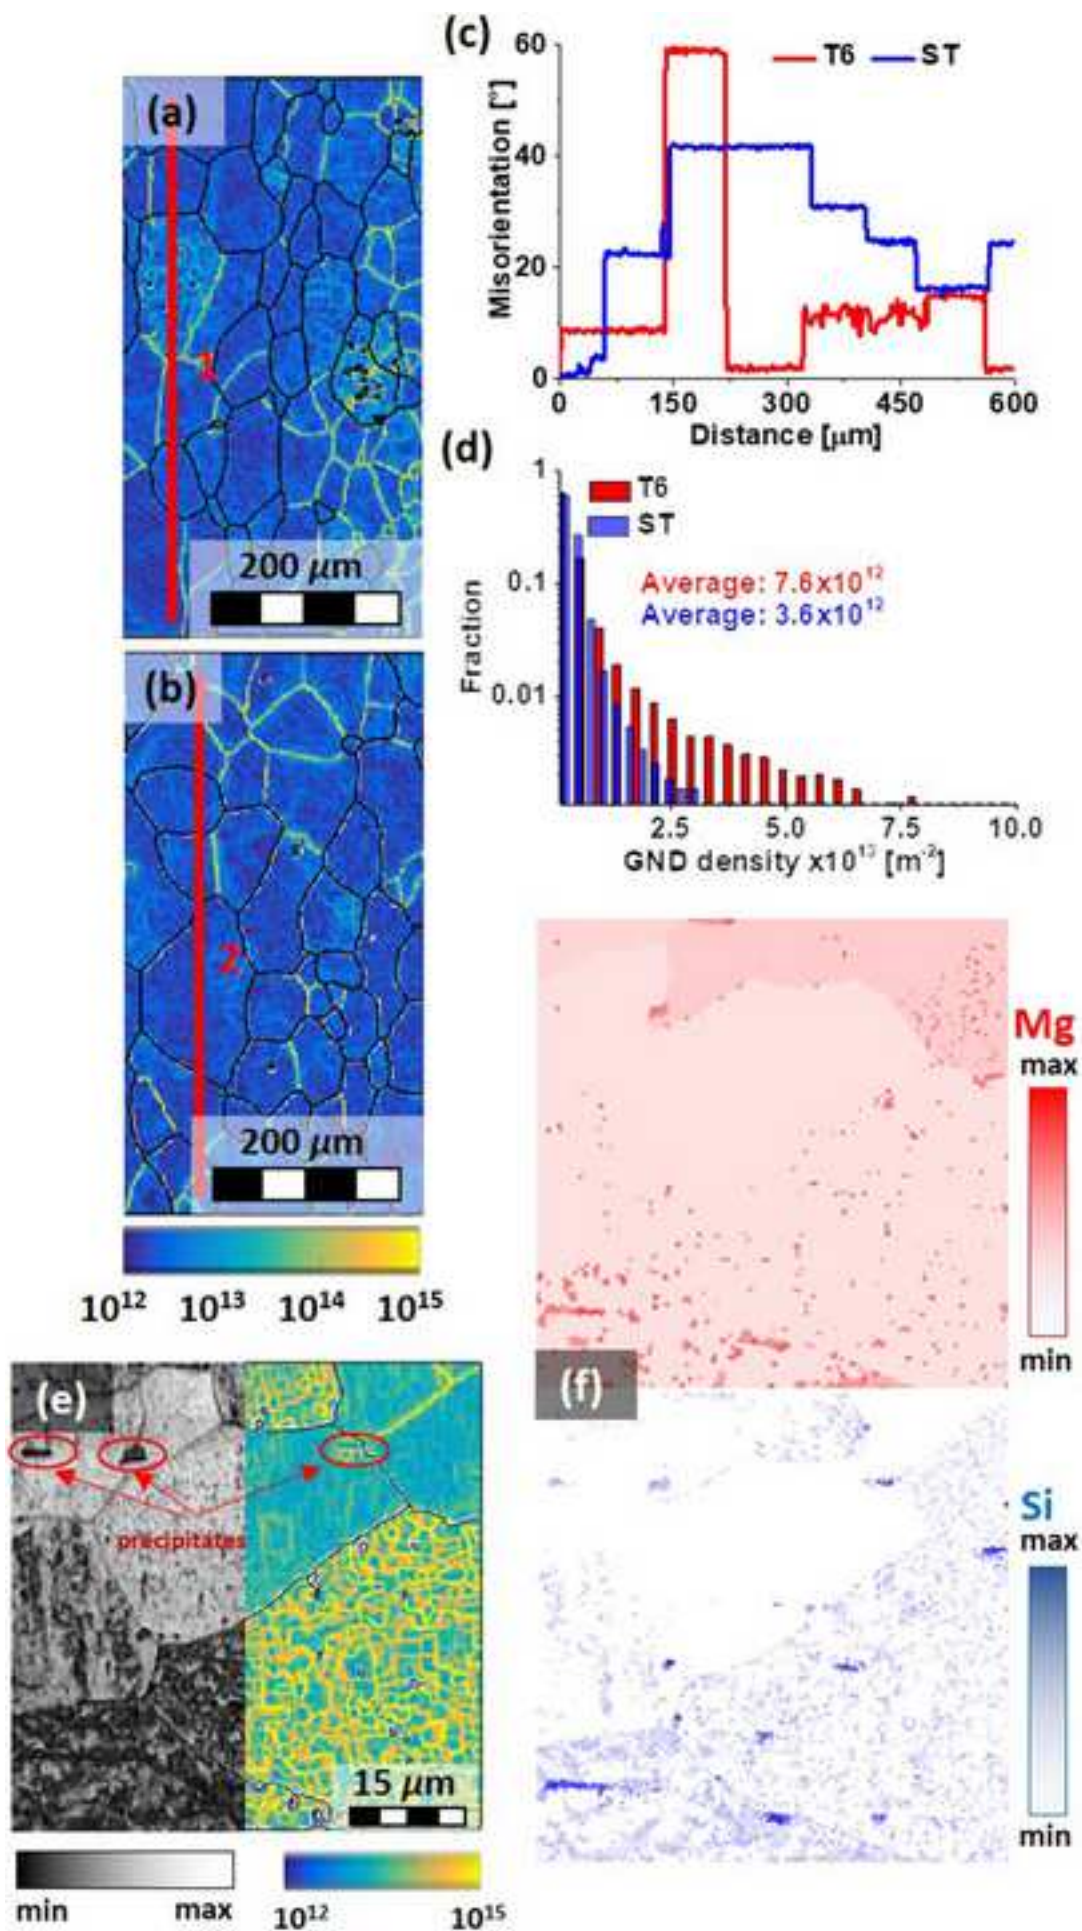 (a)
1
200 μm
(b)
2
200 μm
10¹² 10¹³ 10¹⁴ 10¹⁵
(c)
T6 ST
Misorientation [°]
60
40
20
0
0 150 300 450 600
Distance [μm]
(d)
T6
ST
Average: 7.6x10¹²
Average: 3.6x10¹²
Fraction
1
0.1
0.01
2.5 5.0 7.5 10.0
GND density x10¹³ [m⁻²]
(e)
precipitates
15 μm
min max
10¹² 10¹⁵
(f)
Mg
max
min
Si
max
min